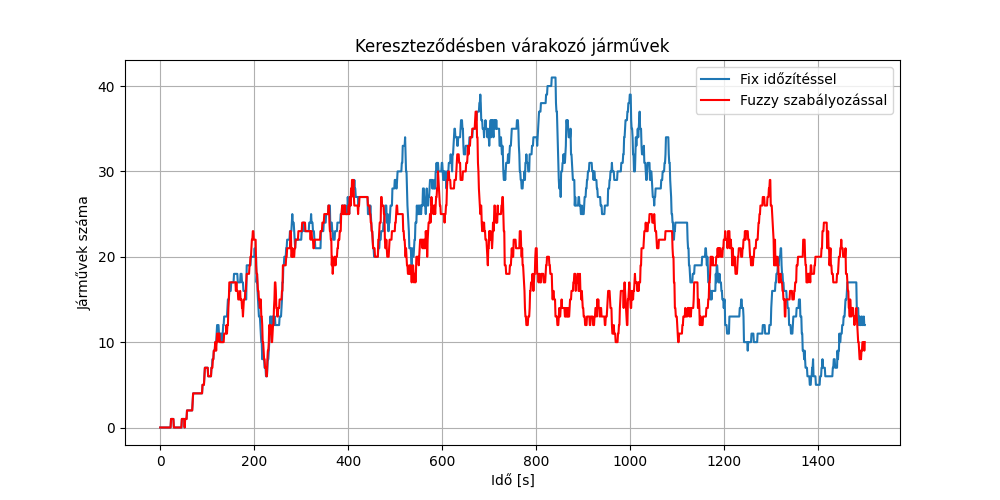 Kereszteződésben várakozó járművek
Fix időzítéssel
Fuzzy szabályozással
Járművek száma
40
30
20
10
0
0 200 400 600 800 1000 1200 1400
Idő [s]